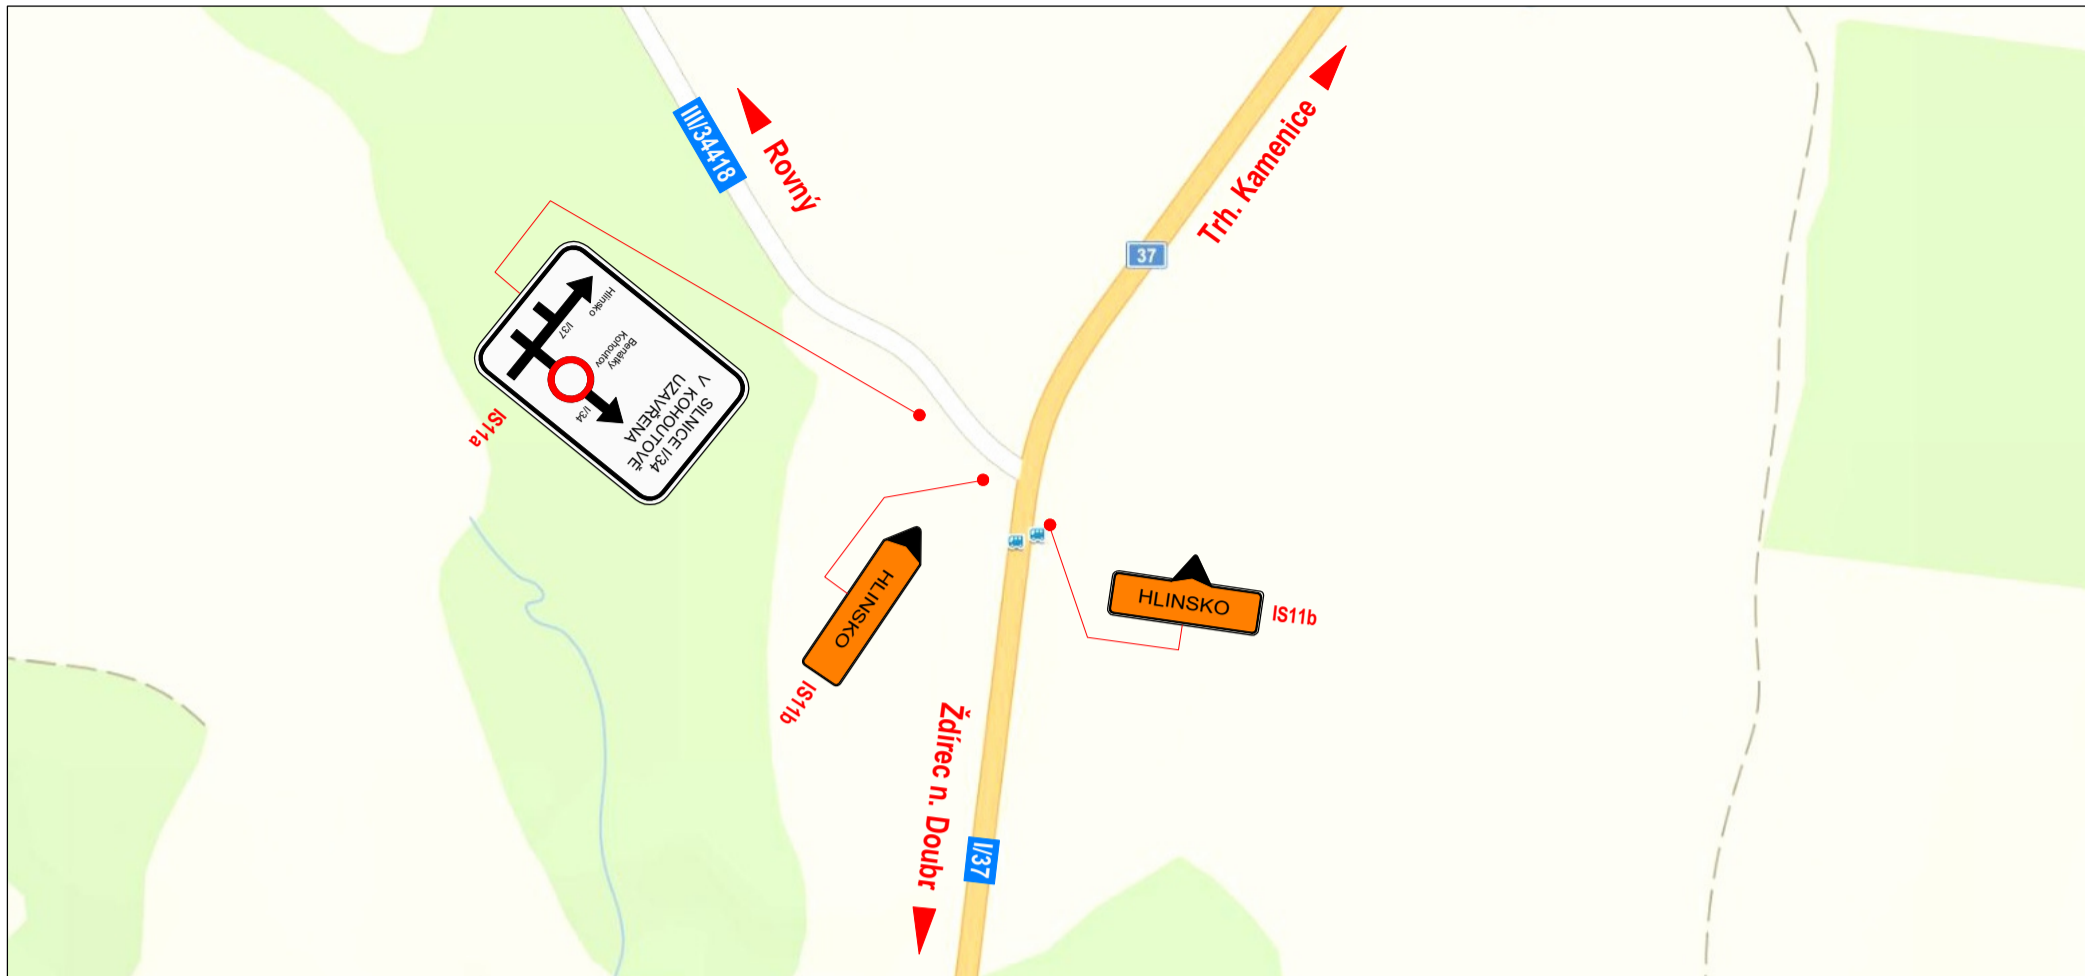 III/34418
Rovný
Trh. Kamenice
37
Hlinsko
I/37
Benátky
Kohoutov
I/34
SILNICE I/34
V KOHOUTOVĚ
UZAVŘENA
IS11a
HLINSKO
IS11b
HLINSKO
IS11b
Ždírec n. Doubr
I/37